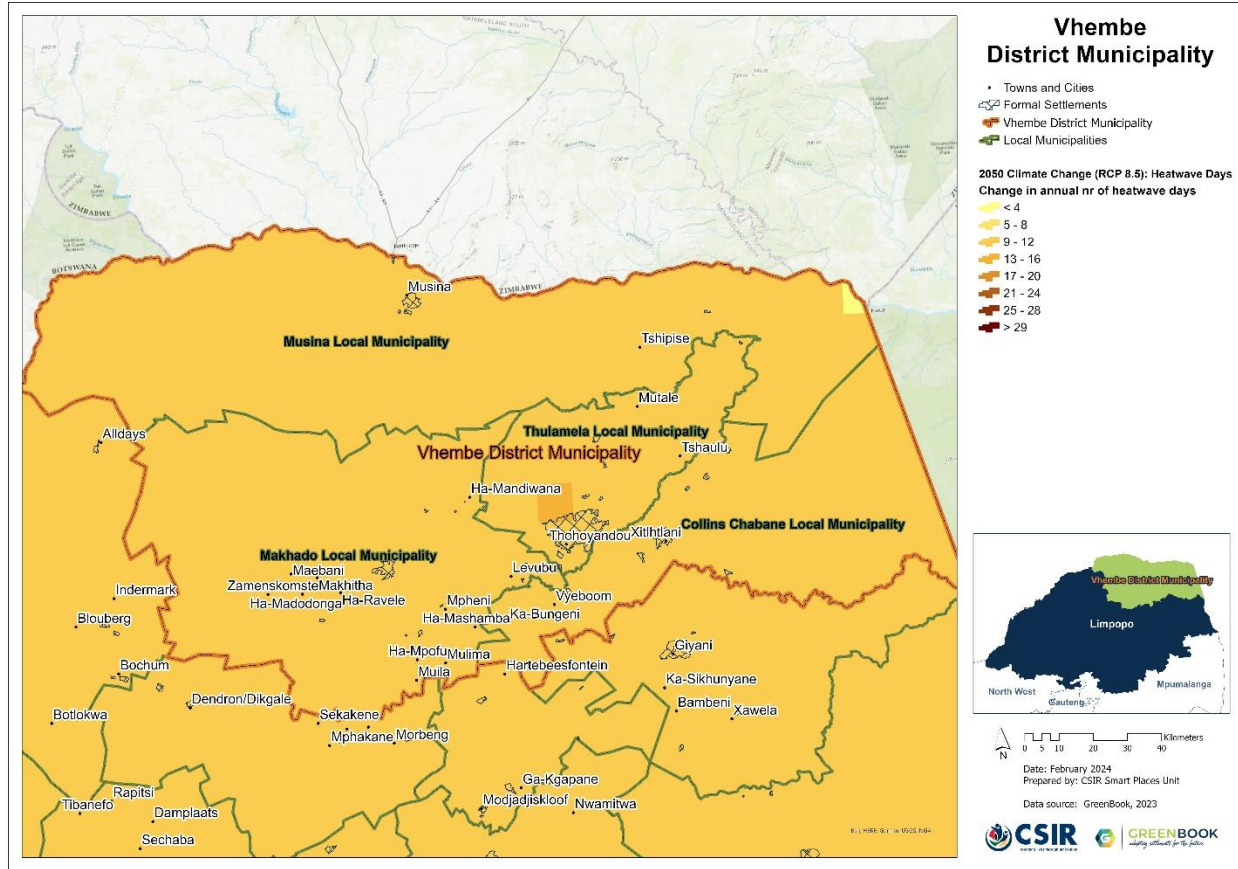 Vhembe
District Municipality
Towns and Cities
Formal Settlements
Vhembe District Municipality
Local Municipalities
2050 Climate Change (RCP 8.5): Heatwave Days
Change in annual nr of heatwave days
< 4
5 - 8
9 - 12
13 - 16
17 - 20
21 - 24
25 - 28
> 29
ZIMBABWE
BOTSWANA
ZIMBABWE
Musina
Musina Local Municipality
Tshipise
Mutale
Alldays
Thulamela Local Municipality
Vhembe District Municipality
Tshaulu
Ha-Mandiwana
Collins Chabane Local Municipality
Thohoyandou
Xitlhtlani
Makhado Local Municipality
Maebani
Levubu
Indermark
Zamenskomste
Makhitha
Ha-Madodonga
Ha-Ravele
Mpheni
Vyeboom
Blouberg
Ha-Mashamba
Ka-Bungeni
Giyani
Ha-Mpofu
Mulima
Bochum
Muila
Hartebeesfontein
Ka-Sikhunyane
Dendron/Dikgale
Bambeni
Botlokwa
Sekakene
Xawela
Mphakane
Morbeng
Ga-Kgapane
Rapitsi
Tibanefo
Modjadjiskloof
Nwamitwa
Damplaats
Sechaba
Vhembe District Municipality
Limpopo
North West
Gauteng
Mpumalanga
N
Kilometers
0 5 10 20 30 40
Date: February 2024
Prepared by: CSIR Smart Places Unit
Data source: GreenBook, 2023
CSIR
GREENBOOK
adapting settlements for the future